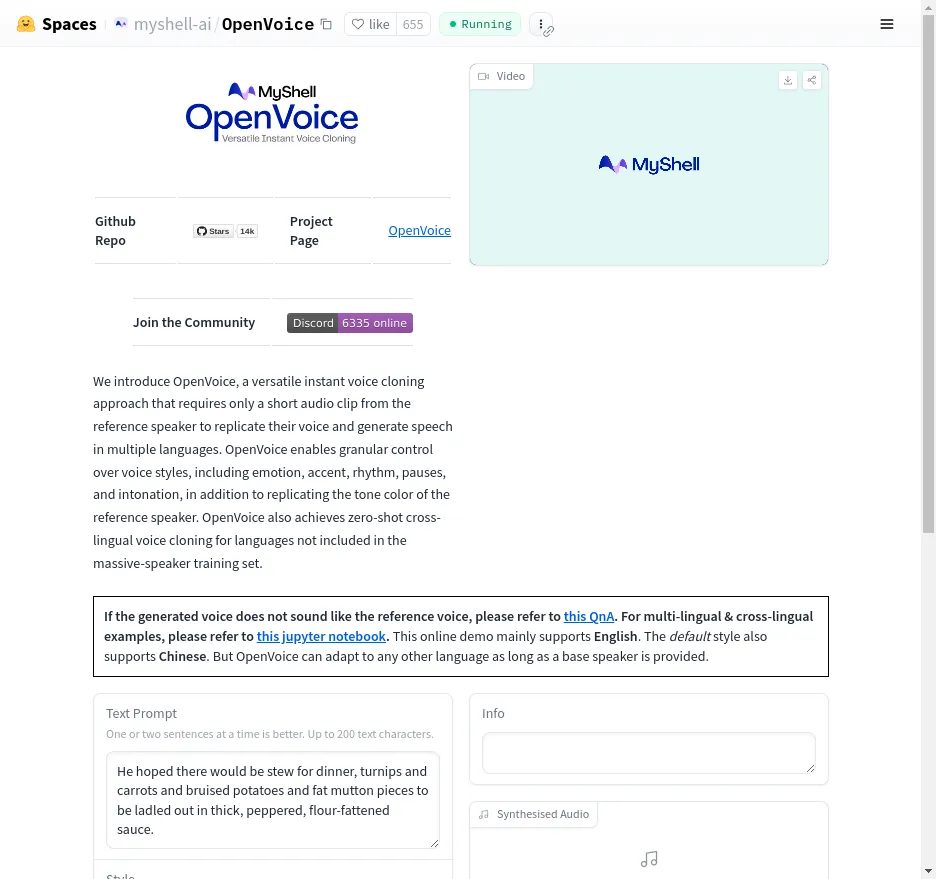 Spaces myshell-ai/OpenVoice like 655 Running
MyShell
OpenVoice
Versatile Instant Voice Cloning
Video
MyShell
Github
Repo
Stars 14k
Project
Page
OpenVoice
Join the Community Discord 6335 online
We introduce OpenVoice, a versatile instant voice cloning
approach that requires only a short audio clip from the
reference speaker to replicate their voice and generate speech
in multiple languages. OpenVoice enables granular control
over voice styles, including emotion, accent, rhythm, pauses,
and intonation, in addition to replicating the tone color of the
reference speaker. OpenVoice also achieves zero-shot cross-
lingual voice cloning for languages not included in the
massive-speaker training set.
If the generated voice does not sound like the reference voice, please refer to this QnA. For multi-lingual & cross-lingual
examples, please refer to this jupyter notebook. This online demo mainly supports English. The default style also
supports Chinese. But OpenVoice can adapt to any other language as long as a base speaker is provided.
Text Prompt
One or two sentences at a time is better. Up to 200 text characters.
He hoped there would be stew for dinner, turnips and
carrots and bruised potatoes and fat mutton pieces to
be ladled out in thick, peppered, flour-fattened
sauce.
Style
Info
Synthesised Audio